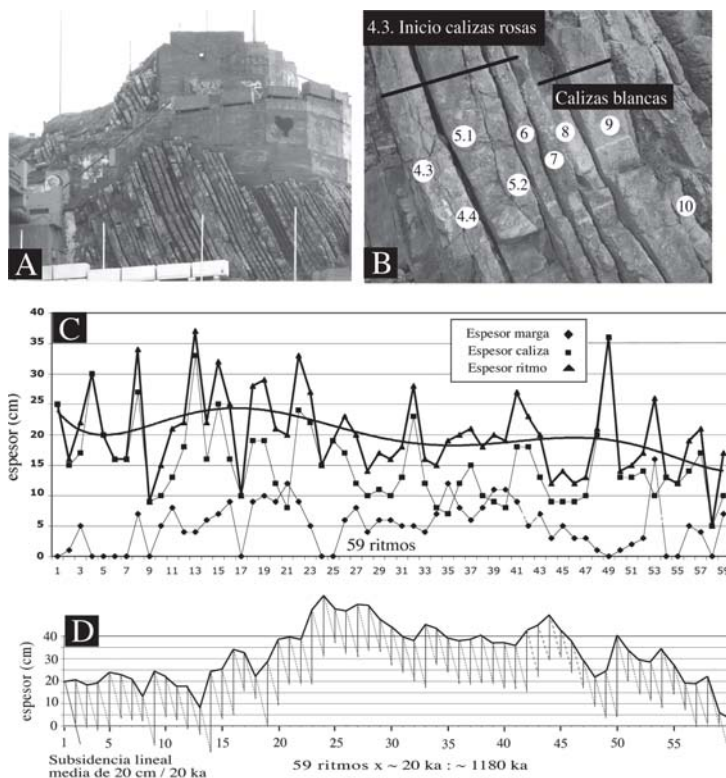 A
B
4.3. Inicio calizas rosas
Calizas blancas
4.3
4.4
5.1
5.2
6
7
8
9
10
C
espesor (cm)
40
35
30
25
20
15
10
5
0
Espesor marga
Espesor caliza
Espesor ritmo
59 ritmos
1 3 5 7 9 11 13 15 17 19 21 23 25 27 29 31 33 35 37 39 41 43 45 47 49 51 53 55 57 59
D
espesor (cm)
40
30
20
10
0
1 5 10 15 20 25 30 35 40 45 50 55
Subsidencia lineal
media de 20 cm / 20 ka
59 ritmos x ~ 20 ka : ~ 1180 ka